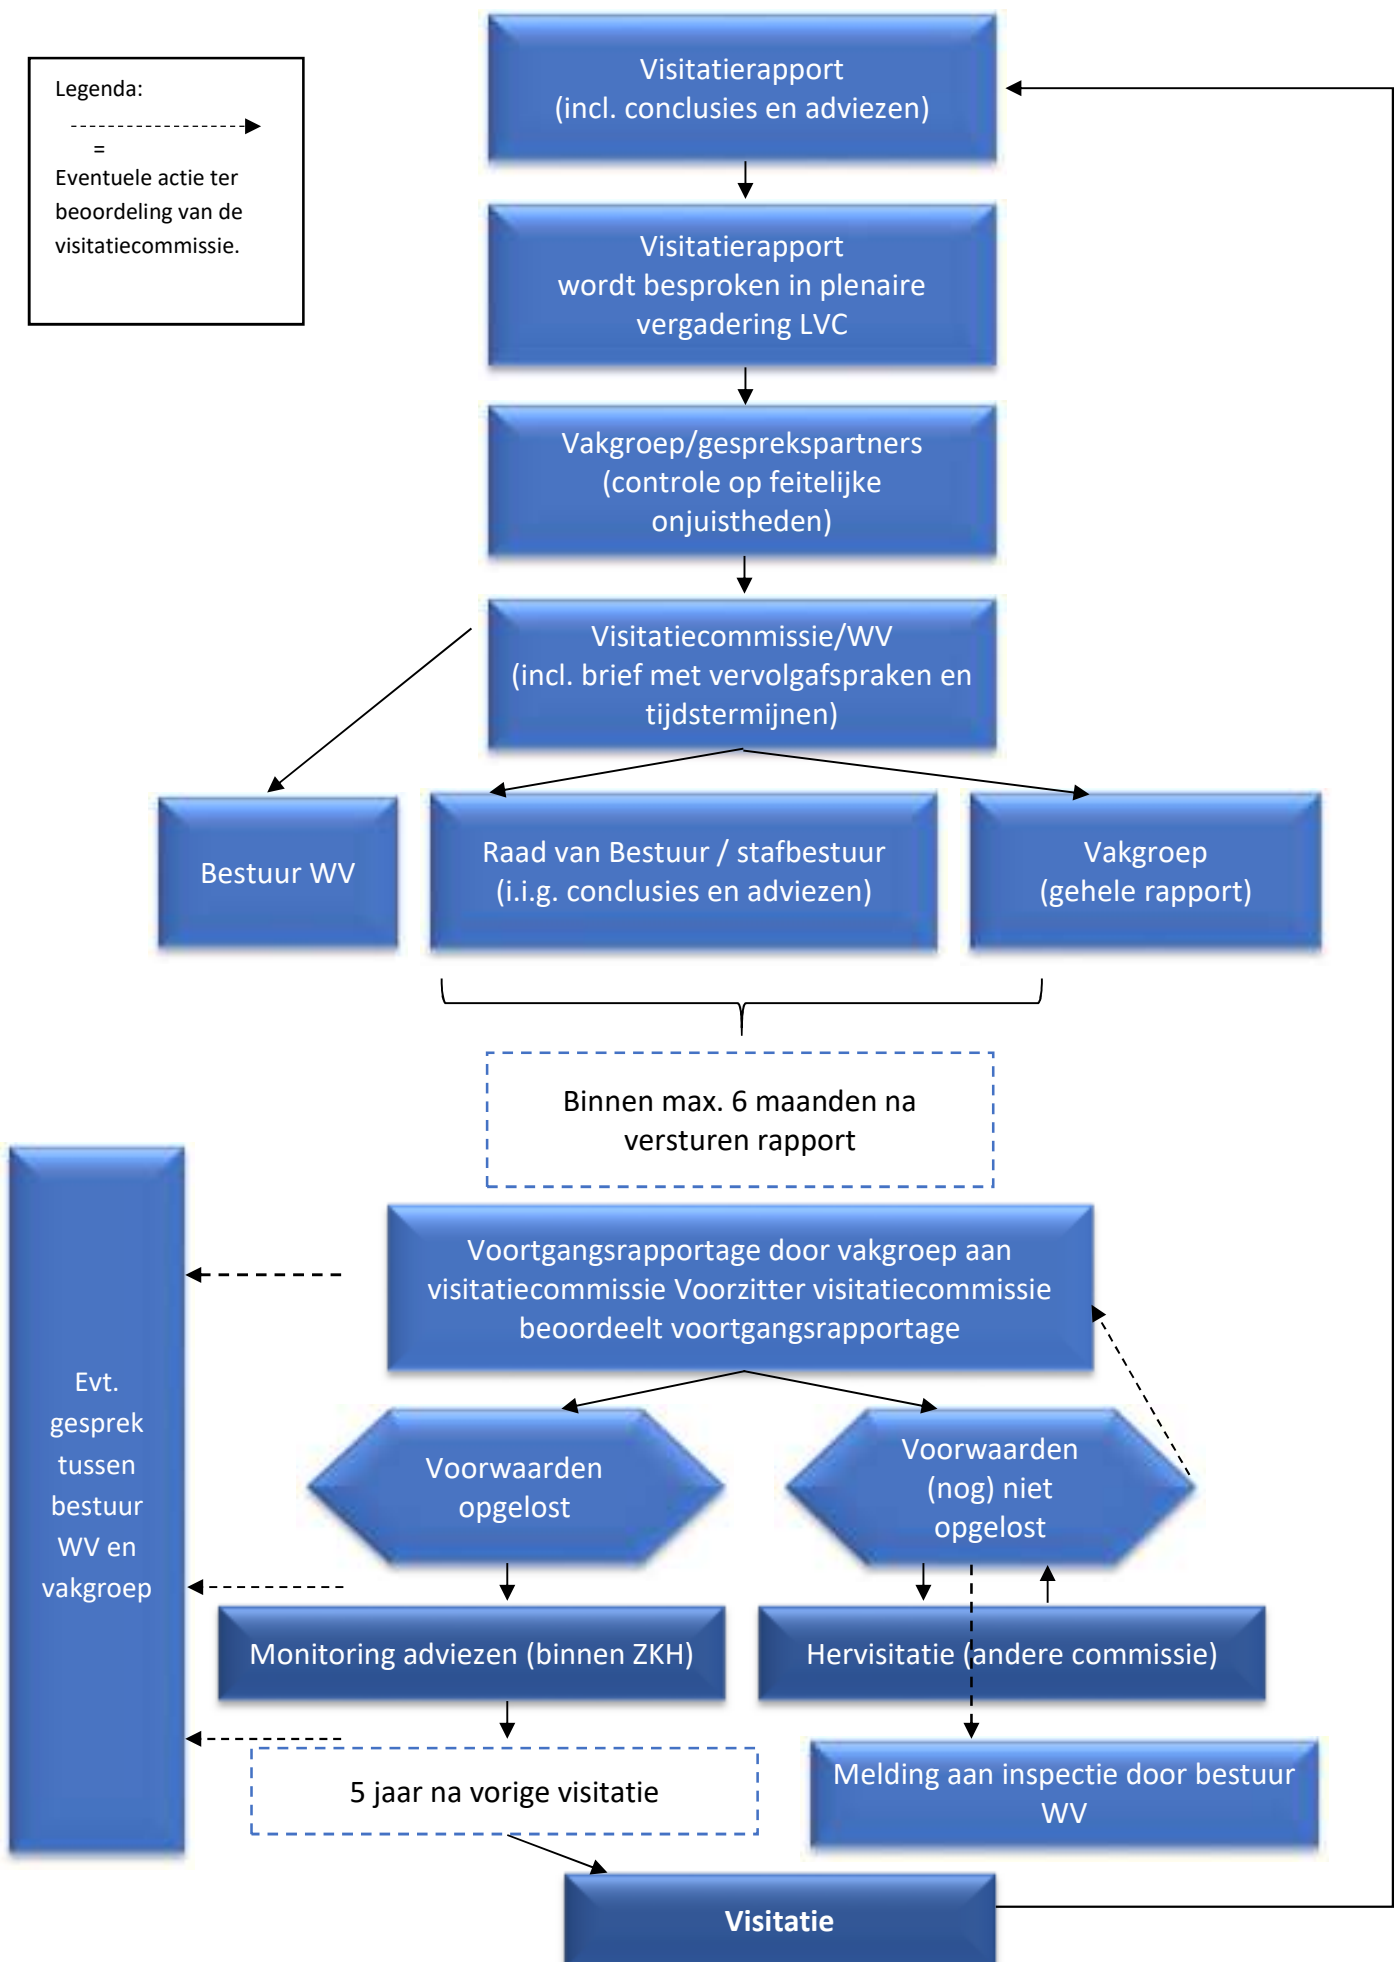 Legenda:
=
Eventuele actie ter
beoordeling van de
visitatiecommissie.
Visitatierapport
(incl. conclusies en adviezen)
Visitatierapport
wordt besproken in plenaire
vergadering LVC
Vakgroep/gesprekspartners
(controle op feitelijke
onjuistheden)
Visitatiecommissie/WV
(incl. brief met vervolgafspraken en
tijdstermijnen)
Bestuur WV
Raad van Bestuur / stafbestuur
(i.i.g. conclusies en adviezen)
Vakgroep
(gehele rapport)
Binnen max. 6 maanden na
versturen rapport
Voortgangsrapportage door vakgroep aan
visitatiecommissie Voorzitter visitatiecommissie
beoordeelt voortgangsrapportage
Evt.
gesprek
tussen
bestuur
WV en
vakgroep
Voorwaarden
opgelost
Voorwaarden
(nog) niet
opgelost
Monitoring adviezen (binnen ZKH)
Hervisitatie (andere commissie)
5 jaar na vorige visitatie
Melding aan inspectie door bestuur
WV
Visitatie